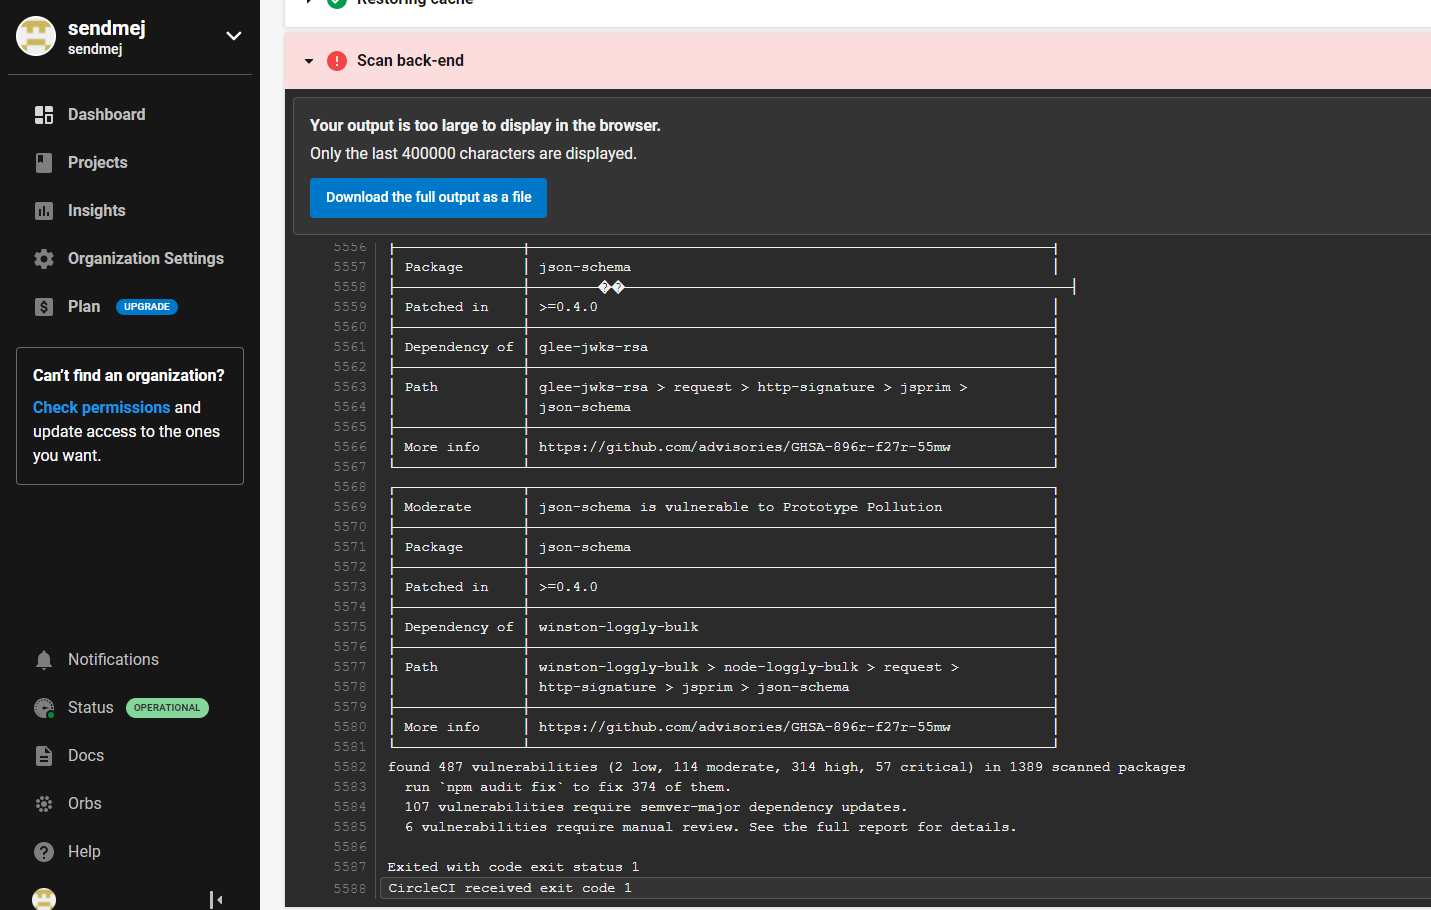 sendmej
sendmej
Dashboard
Projects
Insights
Organization Settings
Plan UPGRADE
Can't find an organization?
Check permissions and
update access to the ones
you want.
Notifications
Status OPERATIONAL
Docs
Orbs
Help
Restoring cache
Scan back-end
Your output is too large to display in the browser.
Only the last 400000 characters are displayed.
Download the full output as a file
5556
5557 Package json-schema
5558 ��
5559 Patched in >=0.4.0
5560
5561 Dependency of glee-jwks-rsa
5562
5563 Path glee-jwks-rsa > request > http-signature > jsprim >
5564 json-schema
5565
5566 More info https://github.com/advisories/GHSA-896r-f27r-55mw
5567
5568
5569 Moderate json-schema is vulnerable to Prototype Pollution
5570
5571 Package json-schema
5572
5573 Patched in >=0.4.0
5574
5575 Dependency of winston-loggly-bulk
5576
5577 Path winston-loggly-bulk > node-loggly-bulk > request >
5578 http-signature > jsprim > json-schema
5579
5580 More info https://github.com/advisories/GHSA-896r-f27r-55mw
5581
5582 found 487 vulnerabilities (2 low, 114 moderate, 314 high, 57 critical) in 1389 scanned packages
5583 run `npm audit fix` to fix 374 of them.
5584 107 vulnerabilities require semver-major dependency updates.
5585 6 vulnerabilities require manual review. See the full report for details.
5586
5587 Exited with code exit status 1
5588 CircleCI received exit code 1